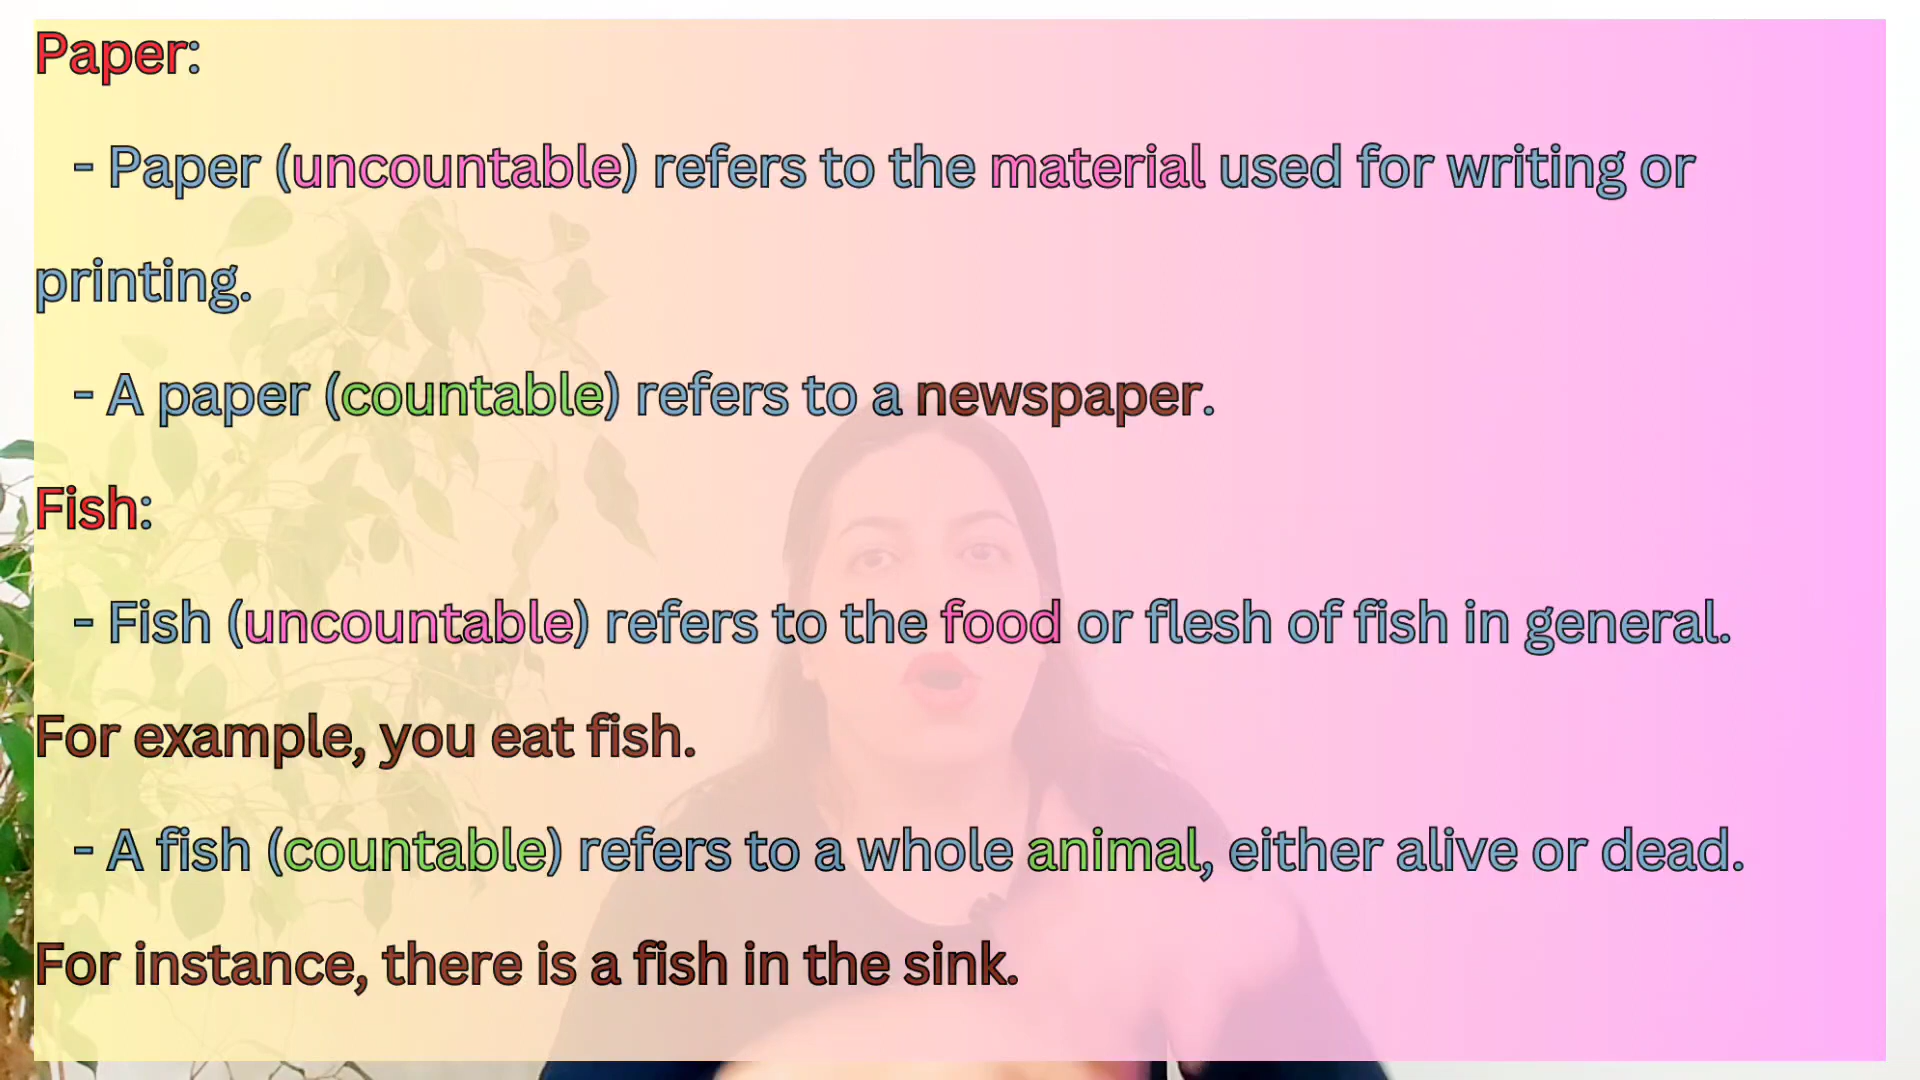 Paper:
- Paper (uncountable) refers to the material used for writing or
printing.
- A paper (countable) refers to a newspaper.
Fish:
- Fish (uncountable) refers to the food or flesh of fish in general.
For example, you eat fish.
- A fish (countable) refers to a whole animal, either alive or dead.
For instance, there is a fish in the sink.